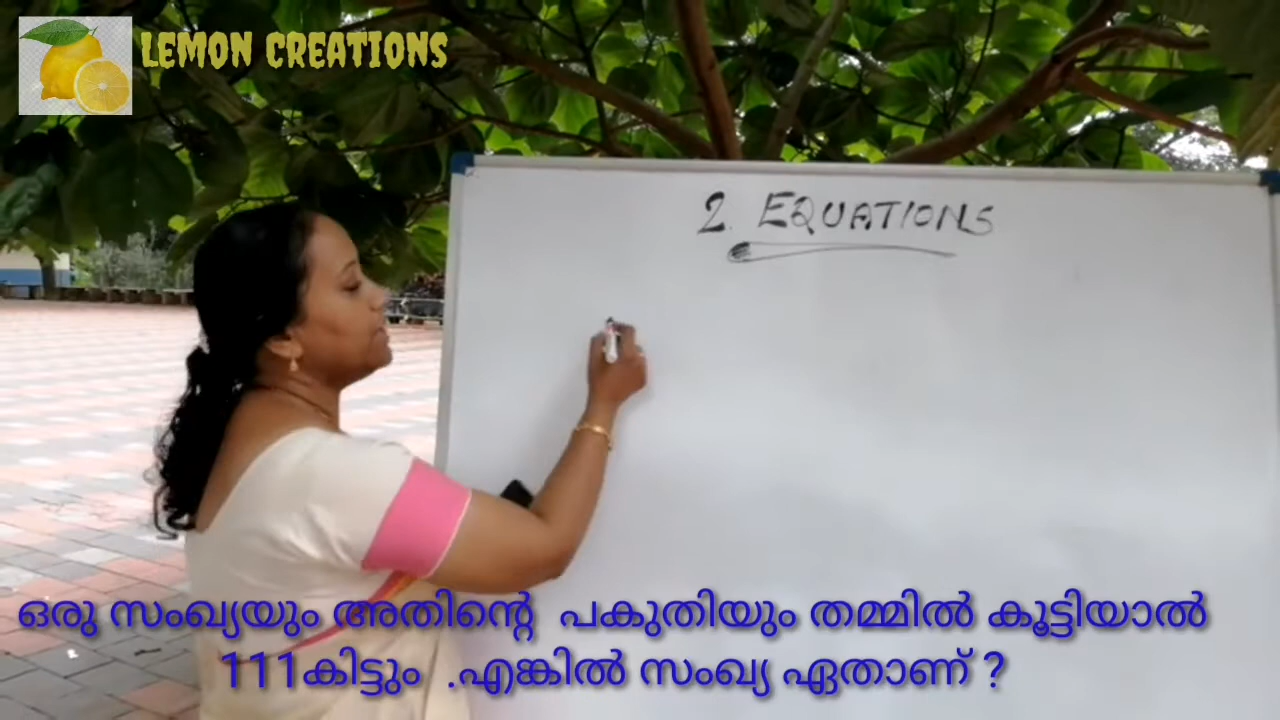 LEMON CREATIONS
2. EQUATIONS
ഒരു സംഖ്യയും അതിന്റെ പകുതിയും തമ്മിൽ കൂട്ടിയാൽ
111കിട്ടും .എങ്കിൽ സംഖ്യ ഏതാണ് ?